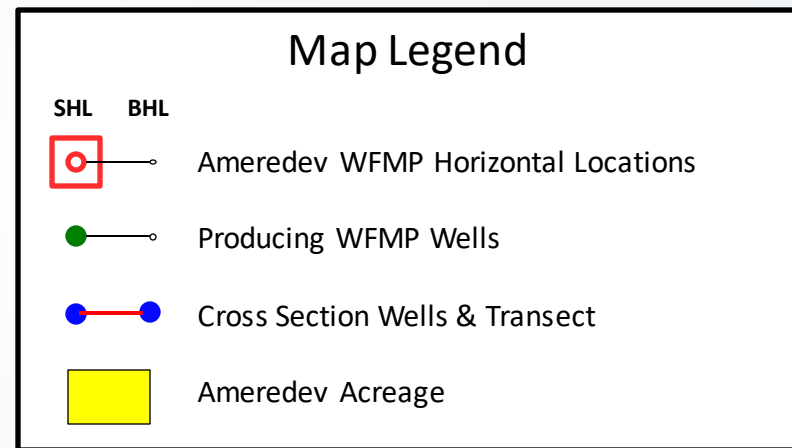 Map Legend
SHL BHL
Ameredev WFMP Horizontal Locations
Producing WFMP Wells
Cross Section Wells & Transect
Ameredev Acreage